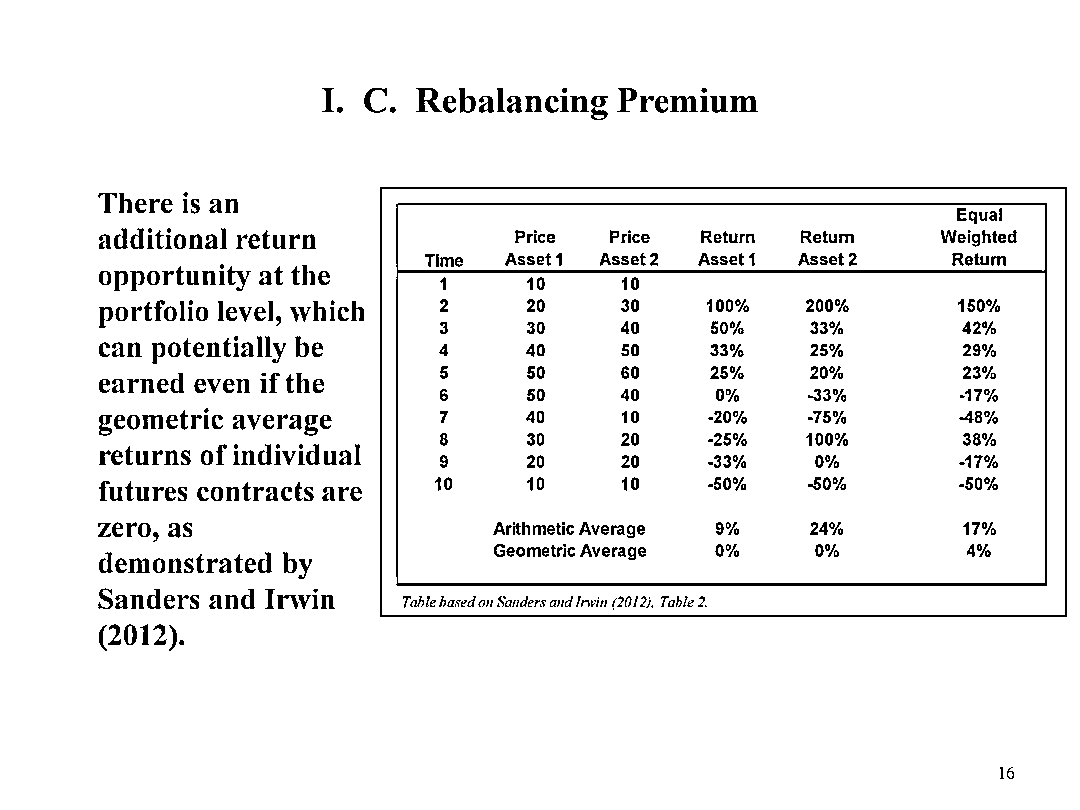 I. C. Rebalancing Premium
There is an
additional return
opportunity at the
portfolio level, which
can potentially be
earned even if the
geometric average
returns of individual
futures contracts are
zero, as
demonstrated by
Sanders and Irwin
(2012).
Equal
Price Price Return Return Weighted
Time Asset 1 Asset 2 Asset 1 Asset 2 Return
1 10 10
2 20 30 100% 200% 150%
3 30 40 50% 33% 42%
4 40 50 33% 25% 29%
5 50 60 25% 20% 23%
6 50 40 0% -33% -17%
7 40 10 -20% -75% -48%
8 30 20 -25% 100% 38%
9 20 20 -33% 0% -17%
10 10 10 -50% -50% -50%
Arithmetic Average 9% 24% 17%
Geometric Average 0% 0% 4%
Table based on Sanders and Irwin (2012), Table 2.
16